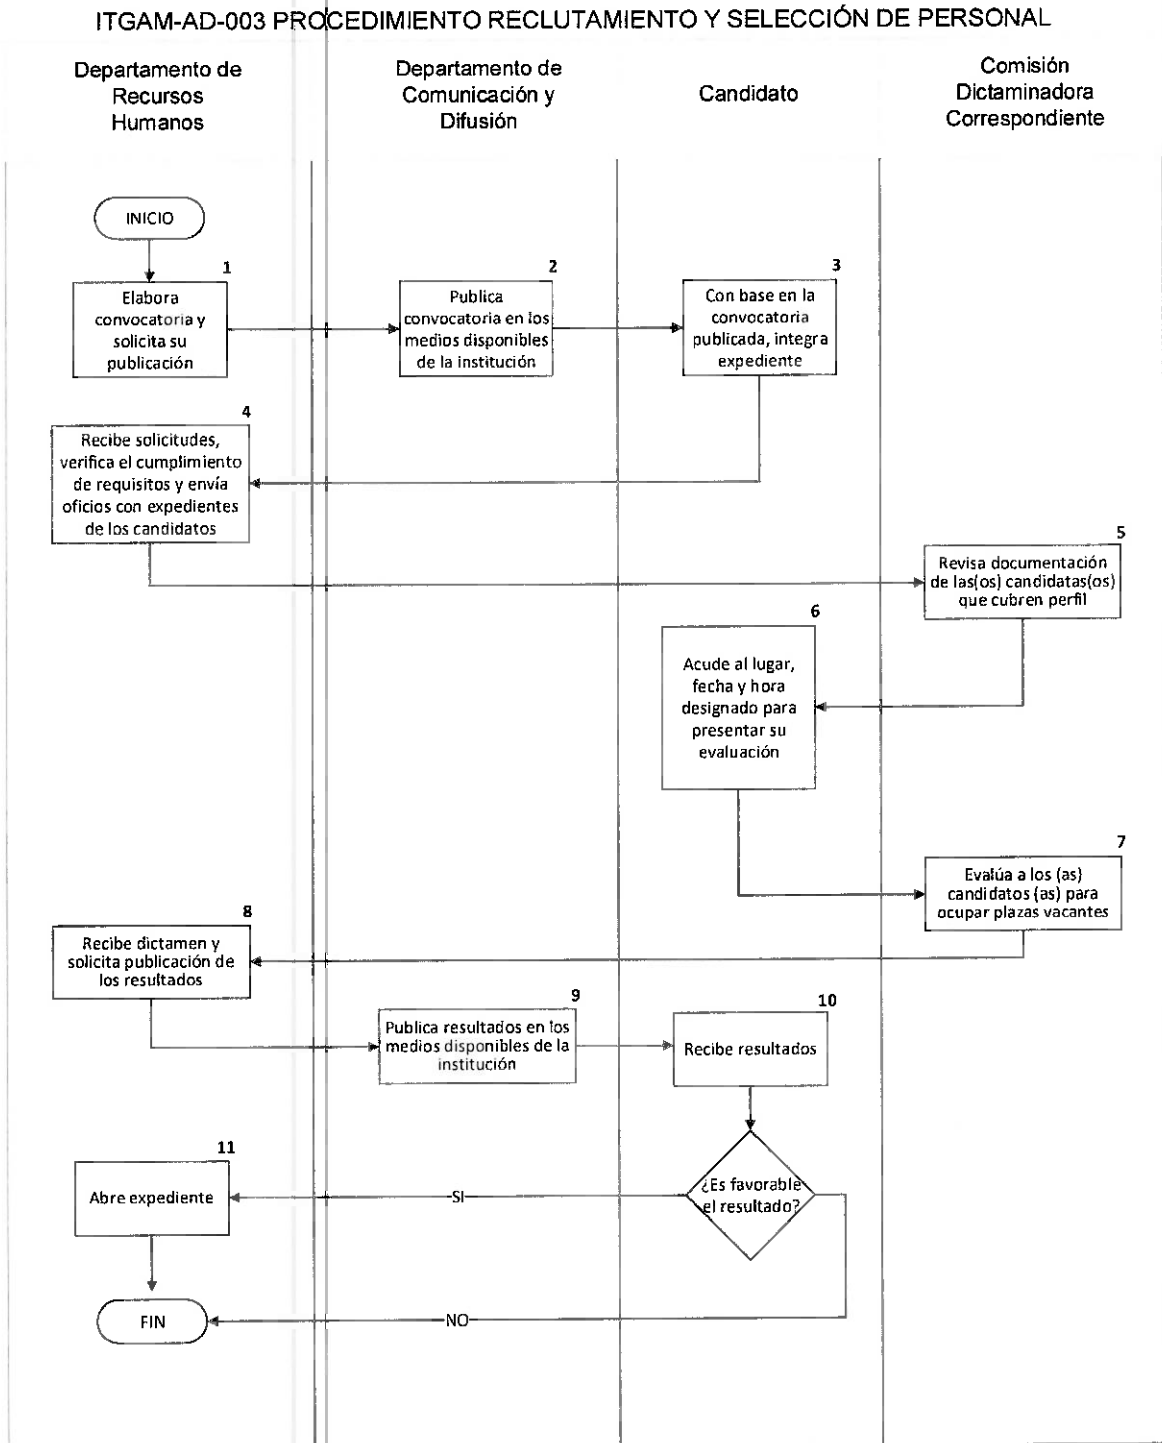 ITGAM-AD-003 PROCEDIMIENTO RECLUTAMIENTO Y SELECCIÓN DE PERSONAL
Departamento de
Recursos
Humanos
Departamento de
Comunicación y
Difusión
Candidato
Comisión
Dictaminadora
Correspondiente
INICIO
1
Elabora
convocatoria y
solicita su
publicación
2
Publica
convocatoria en los
medios disponibles
de la institución
3
Con base en la
convocatoria
publicada, integra
expediente
4
Recibe solicitudes,
verifica el cumplimiento
de requisitos y envía
oficios con expedientes
de los candidatos
5
Revisa documentación
de las(os) candidatas(os)
que cubren perfil
6
Acude al lugar,
fecha y hora
designado para
presentar su
evaluación
7
Evalúa a los (as)
candidatos (as) para
ocupar plazas vacantes
8
Recibe dictamen y
solicita publicación de
los resultados
9
Publica resultados en los
medios disponibles de la
institución
10
Recibe resultados
¿Es favorable
el resultado?
SI
11
Abre expediente
NO
FIN